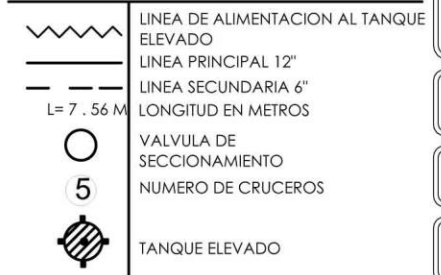 LINEA DE ALIMENTACION AL TANQUE
ELEVADO
LINEA PRINCIPAL 12"
LINEA SECUNDARIA 6"
L= 7 . 56 M LONGITUD EN METROS
VALVULA DE
SECCIONAMIENTO
5 NUMERO DE CRUCEROS
TANQUE ELEVADO